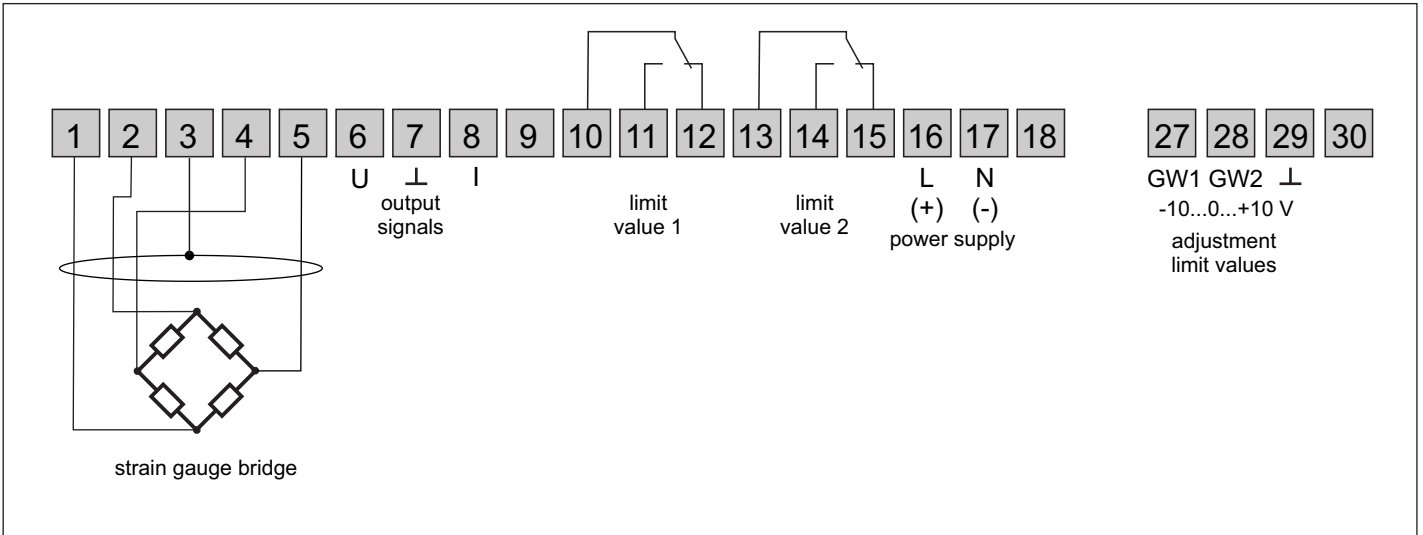 1 2 3 4 5 6 7 8 9 10 11 12 13 14 15 16 17 18 27 28 29 30
U ⊥ I L N GW1 GW2 ⊥
output signals
limit value 1
limit value 2
(+) (-)
power supply
-10...0...+10 V
adjustment
limit values
strain gauge bridge